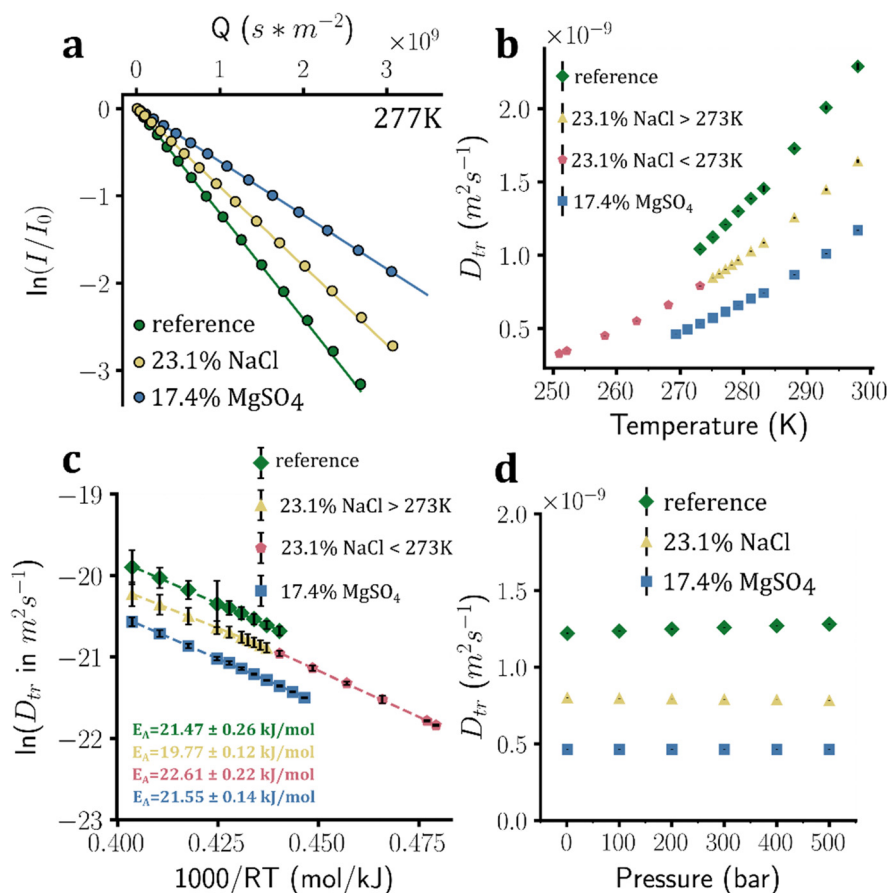 a
Q (s ∗ m⁻²)
×10⁹
0 1 2 3
277K
0
−1
−2
−3
ln(I/I₀)
reference
23.1% NaCl
17.4% MgSO₄
b
×10⁻⁹
reference
23.1% NaCl > 273K
23.1% NaCl < 273K
17.4% MgSO₄
2.0
1.5
1.0
0.5
D_tr (m²s⁻¹)
250 260 270 280 290 300
Temperature (K)
c
reference
23.1% NaCl > 273K
23.1% NaCl < 273K
17.4% MgSO₄
−19
−20
−21
−22
−23
ln(D_tr in m²s⁻¹)
E_A=21.47 ± 0.26 kJ/mol
E_A=19.77 ± 0.12 kJ/mol
E_A=22.61 ± 0.22 kJ/mol
E_A=21.55 ± 0.14 kJ/mol
0.400 0.425 0.450 0.475
1000/RT (mol/kJ)
d
×10⁻⁹
reference
23.1% NaCl
17.4% MgSO₄
2.0
1.5
1.0
0.5
0.0
D_tr (m²s⁻¹)
0 100 200 300 400 500
Pressure (bar)